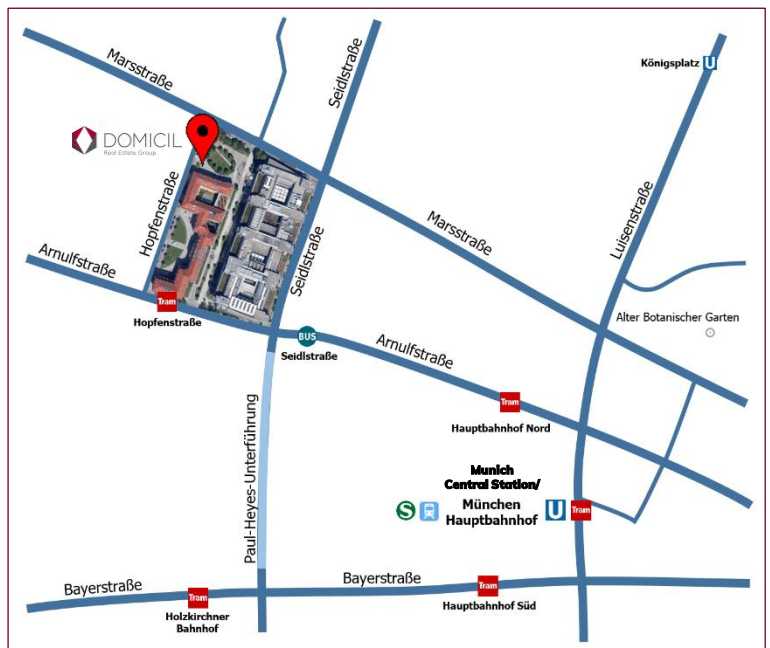 Marsstraße
Seidlstraße
Königsplatz U
DOMICIL
Real Estate Group
Hopfenstraße
Seidlstraße
Marsstraße
Luisenstraße
Arnulfstraße
Tram
Hopfenstraße
BUS
Seidlstraße
Arnulfstraße
Alter Botanischer Garten
Paul-Heyes-Unterführung
Tram
Hauptbahnhof Nord
Munich
Central Station/
S München U Tram
Hauptbahnhof
Bayerstraße
Bayerstraße
Tram
Holzkirchner
Bahnhof
Tram
Hauptbahnhof Süd